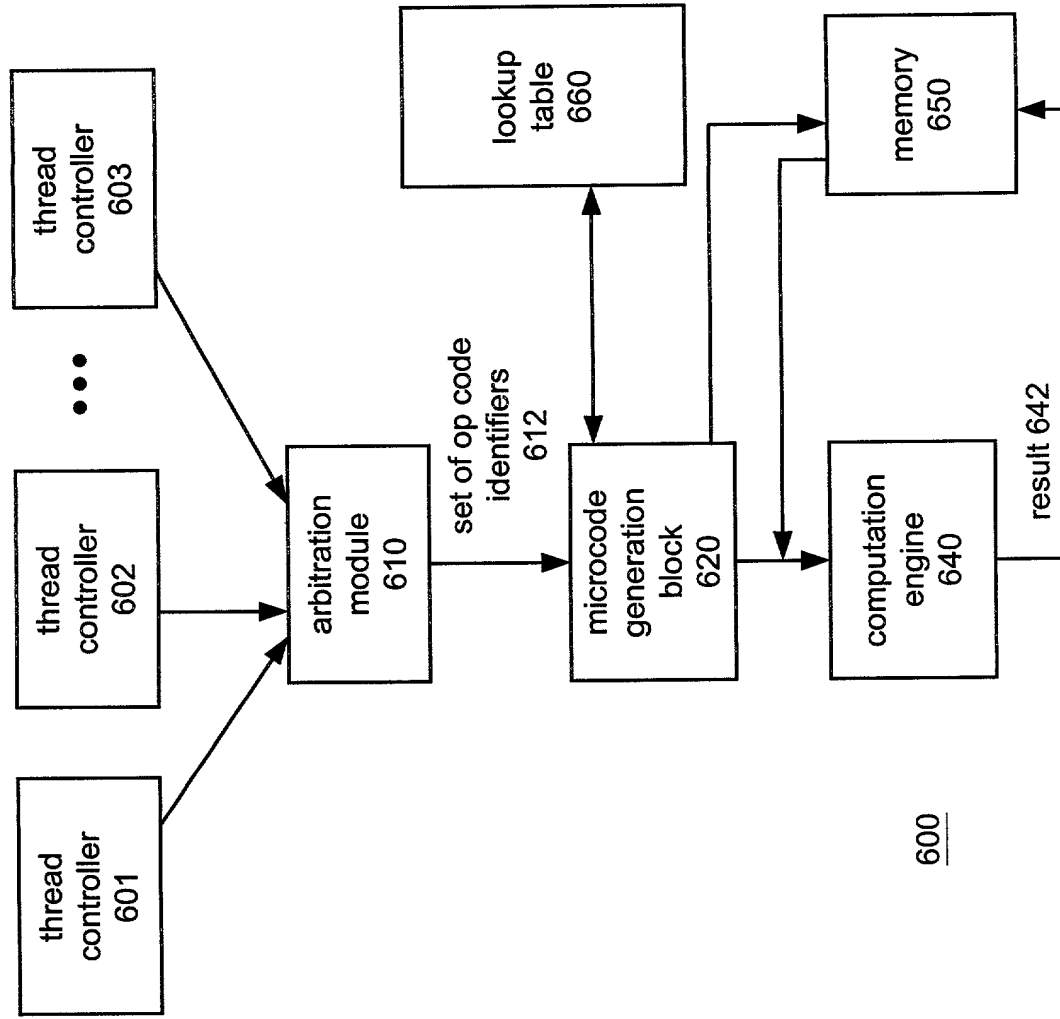 thread
controller
601
thread
controller
602
thread
controller
603
arbitration
module
610
set of op code
identifiers
612
microcode
generation
block
620
lookup
table
660
computation
engine
640
memory
650
result 642
600